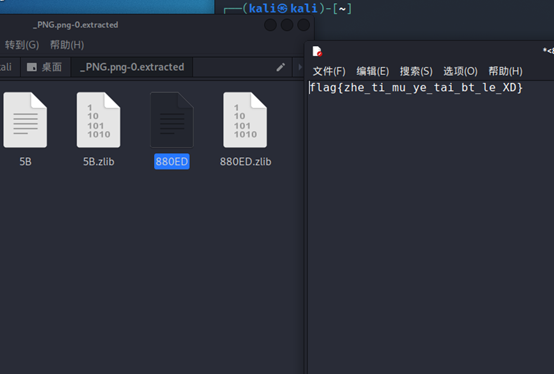 ┌──(kali㉿kali)-[~]
_PNG.png-0.extracted
转到(G) 帮助(H)
kali 桌面 _PNG.png-0.extracted
5B 5B.zlib 880ED 880ED.zlib
1
10
101
1010
1
10
101
1010
*<
文件(F) 编辑(E) 搜索(S) 选项(O) 帮助(H)
flag{zhe_ti_mu_ye_tai_bt_le_XD}